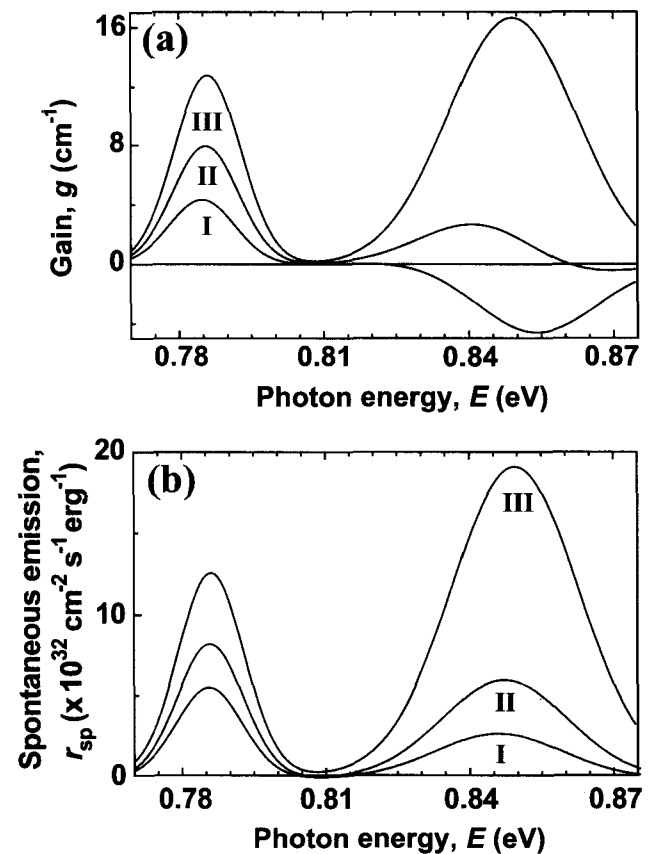 (a)
16
8
0
Gain, g (cm⁻¹)
III
II
I
0.78 0.81 0.84 0.87
Photon energy, E (eV)
(b)
20
10
0
Spontaneous emission,
r_sp (x 10³² cm⁻² s⁻¹ erg⁻¹)
III
II
I
0.78 0.81 0.84 0.87
Photon energy, E (eV)